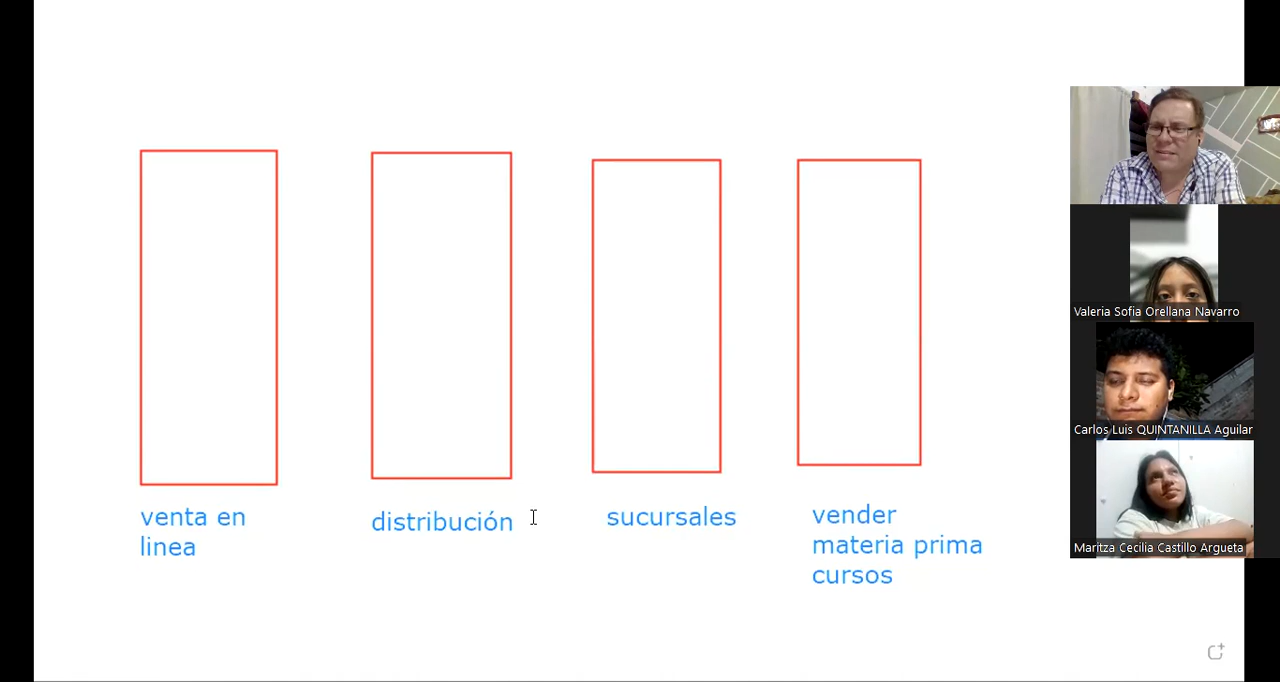 venta en
linea
distribución
sucursales
vender
materia prima
cursos
Valeria Sofia Orellana Navarro
Carlos Luis QUINTANILLA Aguilar
Maritza Cecilia Castillo Argueta